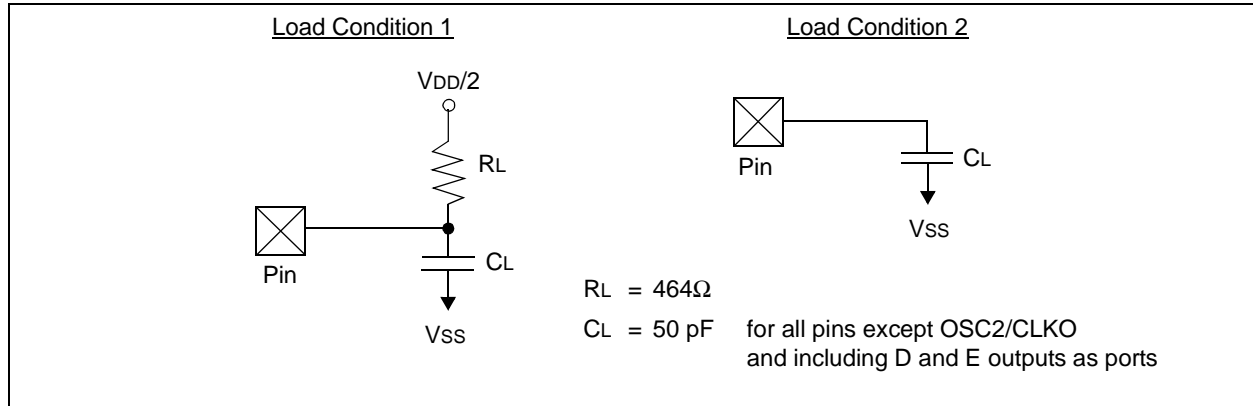 Load Condition 1
VDD/2
RL
Pin
CL
VSS
Load Condition 2
Pin
CL
VSS
RL = 464Ω
CL = 50 pF for all pins except OSC2/CLKO
and including D and E outputs as ports